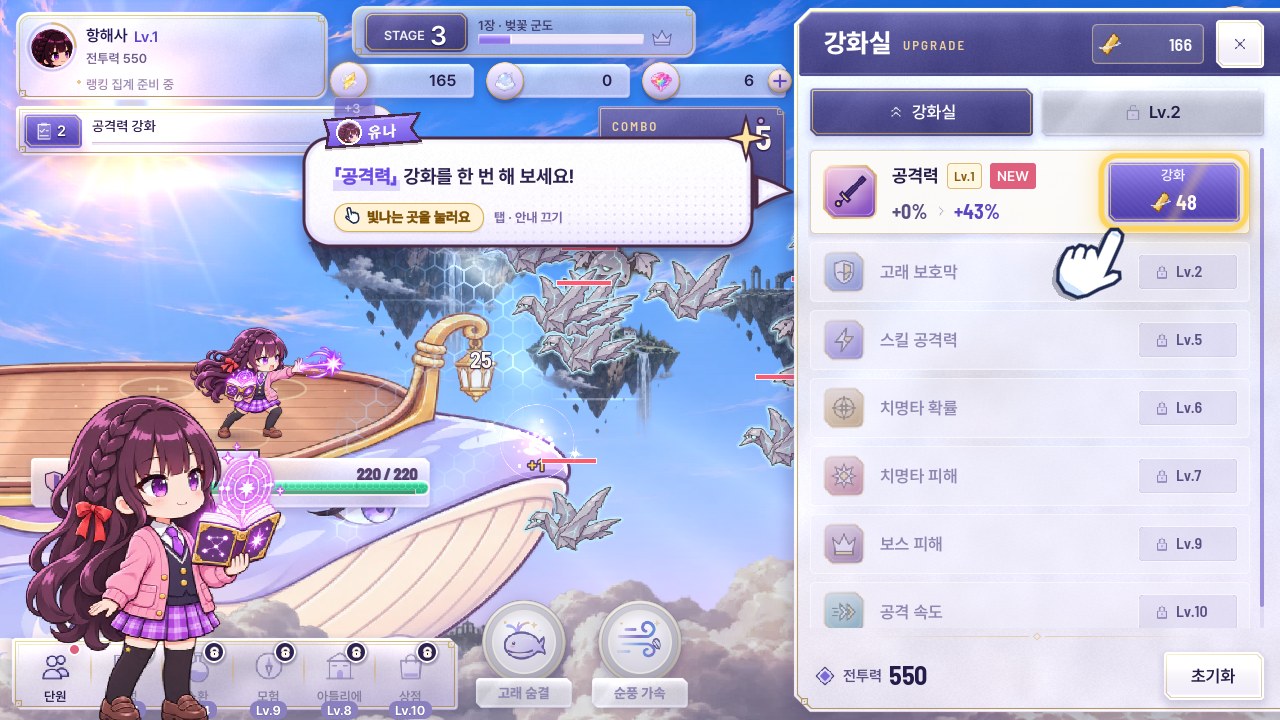 항해사 Lv.1
전투력 550
랭킹 집계 준비 중
2 공격력 강화
STAGE 3
1장 · 벚꽃 군도
165
0
6
+3
COMBO
5
유나
「공격력」 강화를 한 번 해 보세요!
빛나는 곳을 눌러요
탭 · 안내 끄기
25
+1
220 / 220
고래 숨결
순풍 가속
단원
모험
Lv.9
아틀리에
Lv.8
상점
Lv.10
강화실 UPGRADE
166
강화실
Lv.2
공격력 Lv.1 NEW
+0% +43%
강화
48
고래 보호막 Lv.2
스킬 공격력 Lv.5
치명타 확률 Lv.6
치명타 피해 Lv.7
보스 피해 Lv.9
공격 속도 Lv.10
전투력 550
초기화